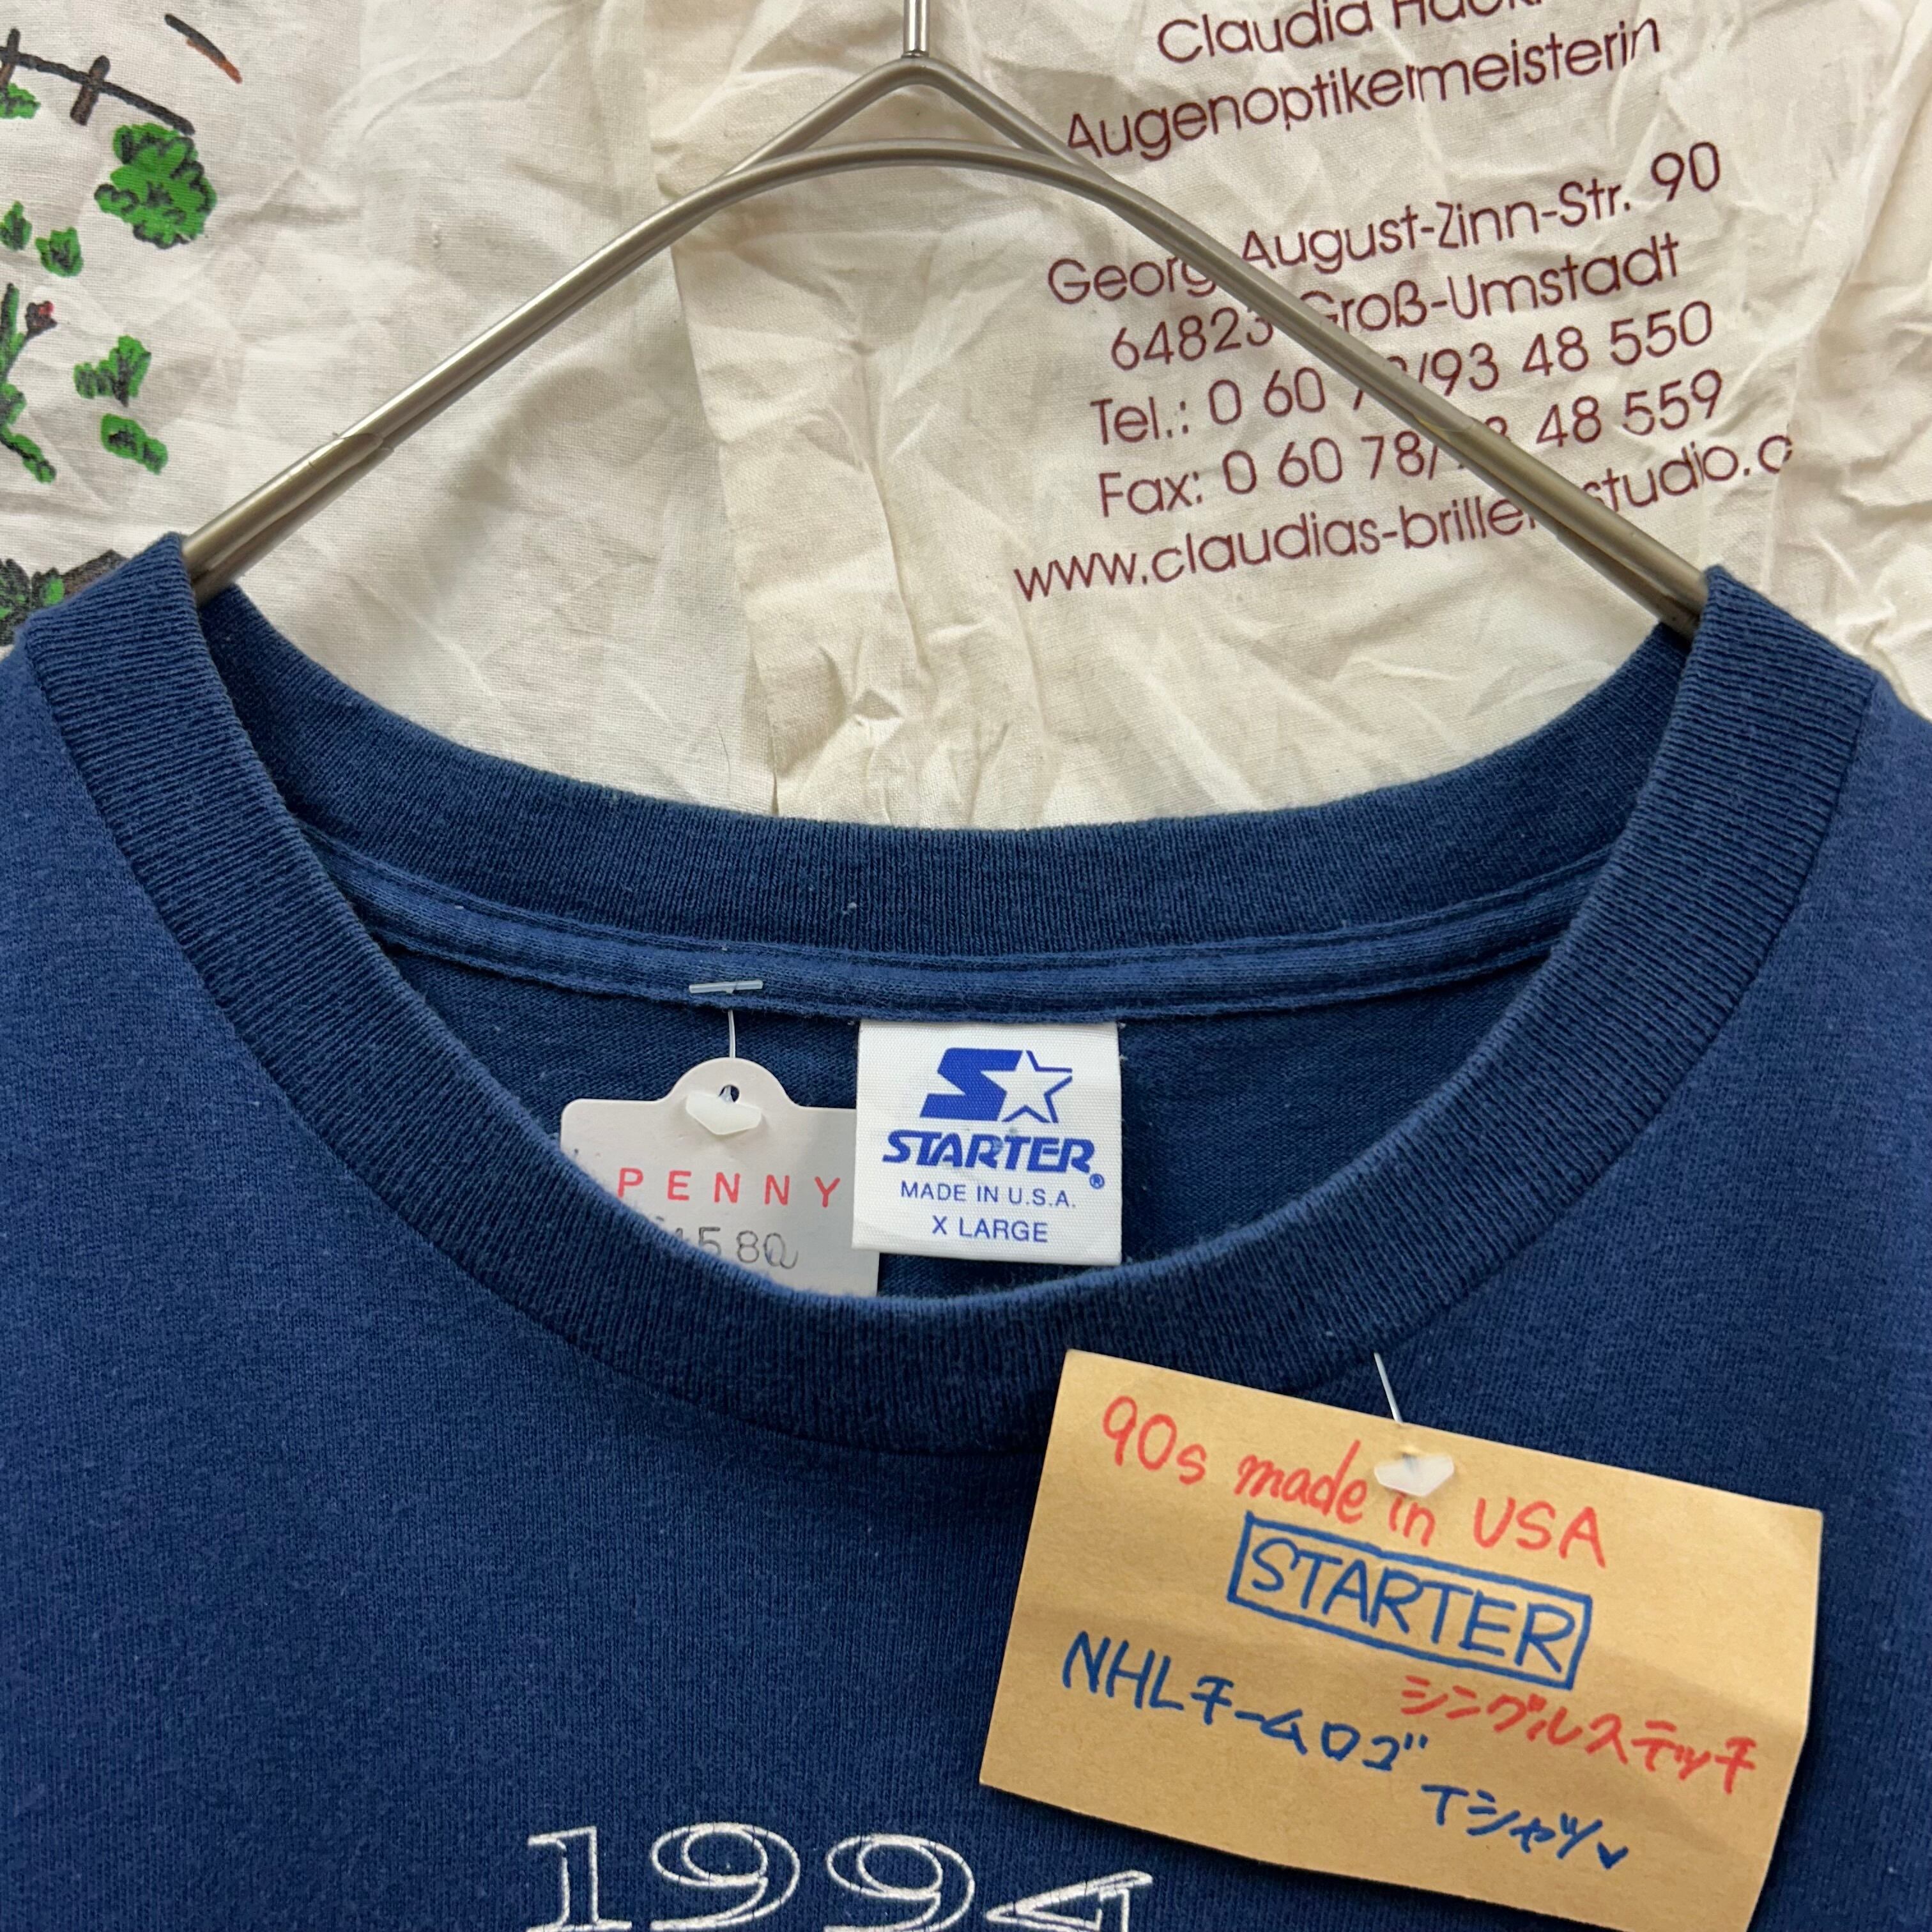 Claudia
Augenoptikermeisterin
Georg August-Zinn-Str. 90
64823 Groß-Umstadt
Tel.: 0 60 /93 48 550
Fax: 0 60 78/ 48 559
www.claudias-brille studio.
PENNY
STARTER®
MADE IN U.S.A.
X LARGE
90s made in USA
STARTER
シングルステッチ
NHLチームロゴ
Tシャツ
1994